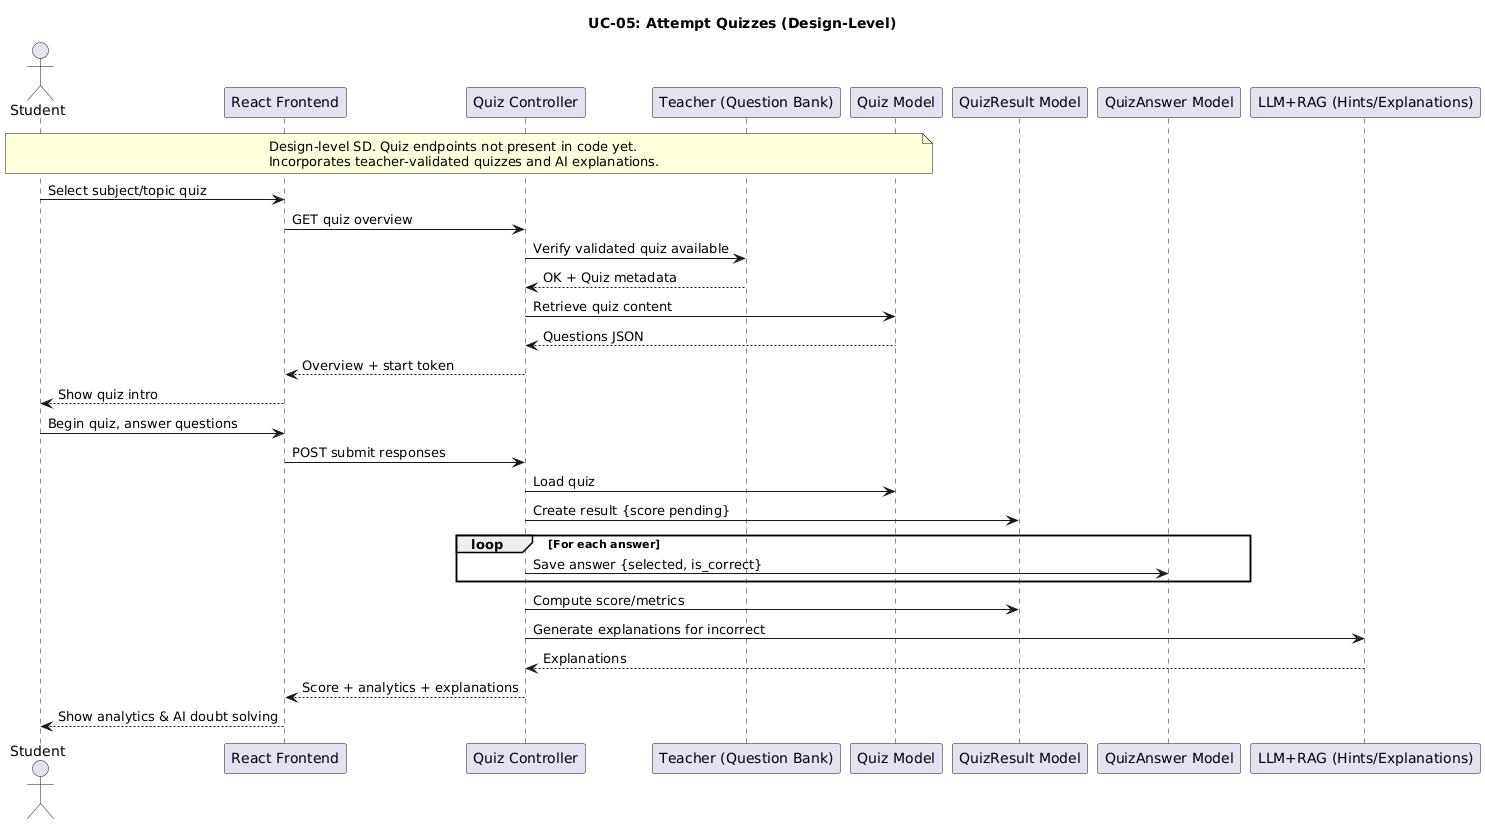 UC-05: Attempt Quizzes (Design-Level)
Student
React Frontend
Quiz Controller
Teacher (Question Bank)
Quiz Model
QuizResult Model
QuizAnswer Model
LLM+RAG (Hints/Explanations)
Design-level SD. Quiz endpoints not present in code yet.
Incorporates teacher-validated quizzes and AI explanations.
Select subject/topic quiz
GET quiz overview
Verify validated quiz available
OK + Quiz metadata
Retrieve quiz content
Questions JSON
Overview + start token
Show quiz intro
Begin quiz, answer questions
POST submit responses
Load quiz
Create result {score pending}
loop
[For each answer]
Save answer {selected, is_correct}
Compute score/metrics
Generate explanations for incorrect
Explanations
Score + analytics + explanations
Show analytics & AI doubt solving
Student
React Frontend
Quiz Controller
Teacher (Question Bank)
Quiz Model
QuizResult Model
QuizAnswer Model
LLM+RAG (Hints/Explanations)